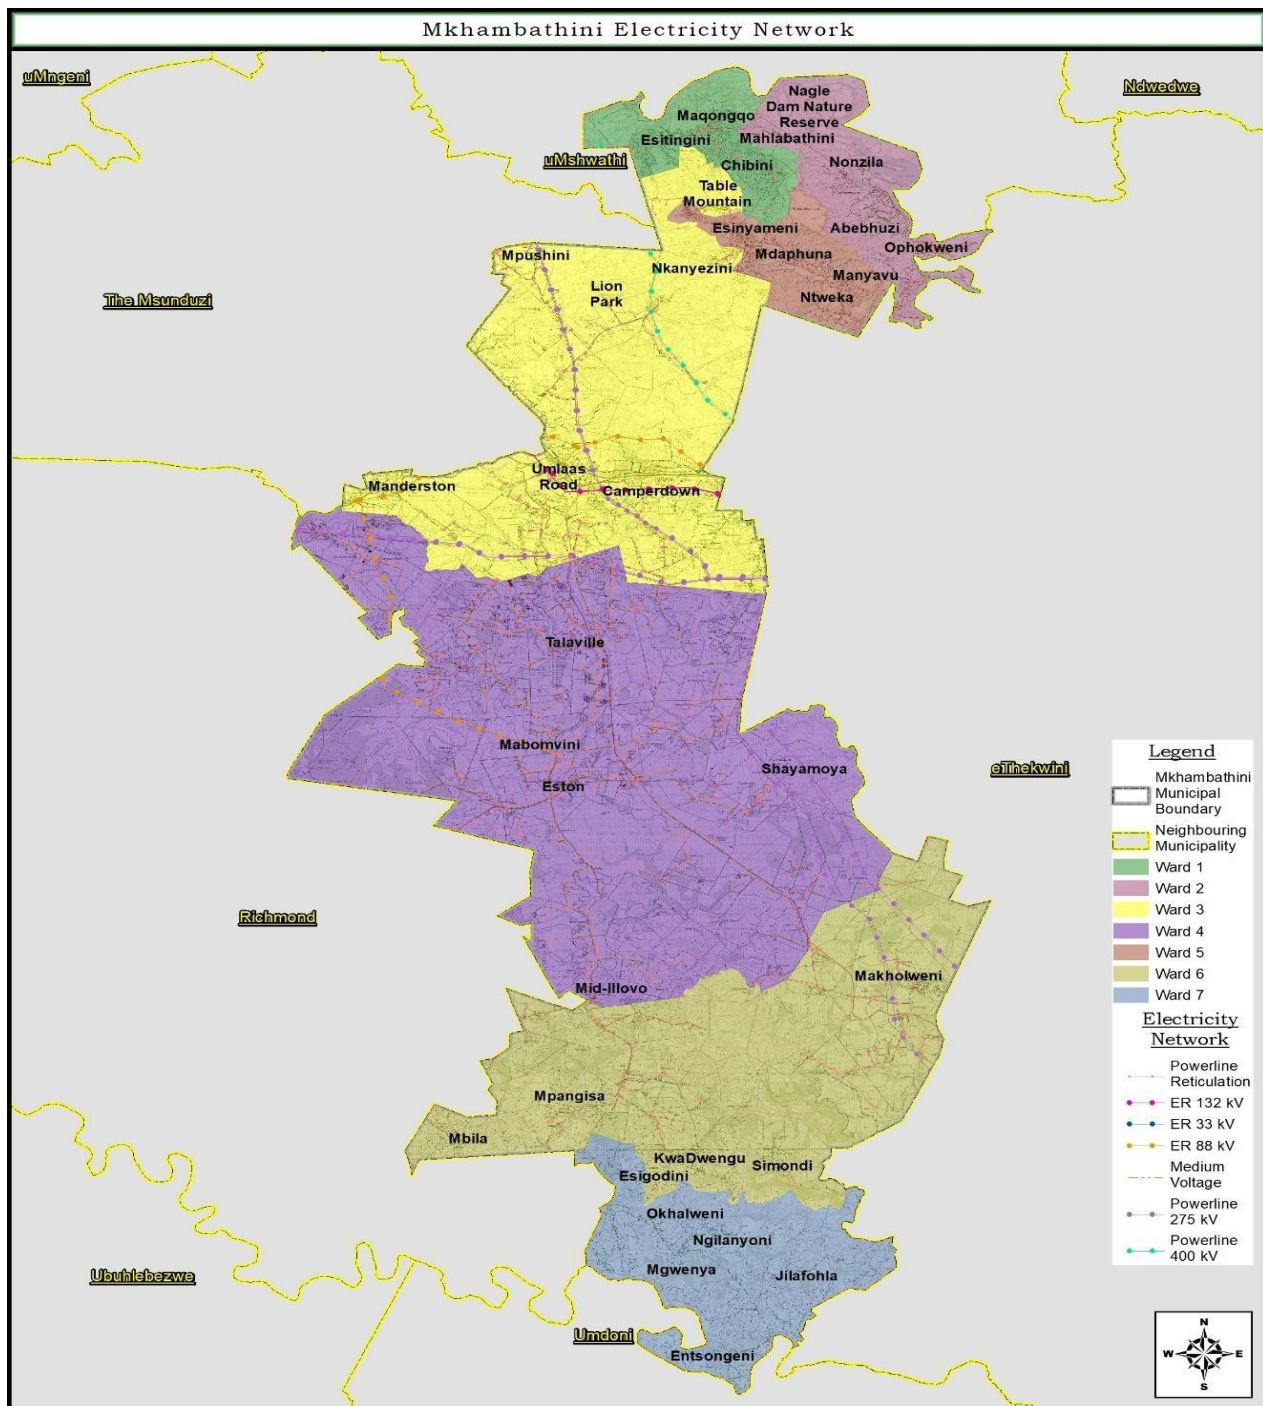 Mkhambathini Electricity Network
uMngeni
Ndwedwe
Nagle
Dam Nature
Reserve
Maqongqo
Mahlabathini
Esitingini
uMshwathi
Chibini
Nonzila
Table
Mountain
Esinyameni
Abebhuzi
Ophokweni
Mpushini
Mdaphuna
Nkanyezini
Manyavu
Lion
Park
Ntweka
The Msunduzi
Umlaas
Road
Manderston
Camperdown
Talaville
Mabomvini
Shayamoya
eThekwini
Eston
Richmond
Makholweni
Mid-Illovo
Mpangisa
Mbila
KwaDwengu
Simondi
Esigodini
Okhalweni
Ngilanyoni
Mgwenya
Jilafohla
Ubuhlebezwe
Umdoni
Entsongeni
Legend
Mkhambathini
Municipal
Boundary
Neighbouring
Municipality
Ward 1
Ward 2
Ward 3
Ward 4
Ward 5
Ward 6
Ward 7
Electricity
Network
Powerline
Reticulation
ER 132 kV
ER 33 kV
ER 88 kV
Medium
Voltage
Powerline
275 kV
Powerline
400 kV
N
W E
S